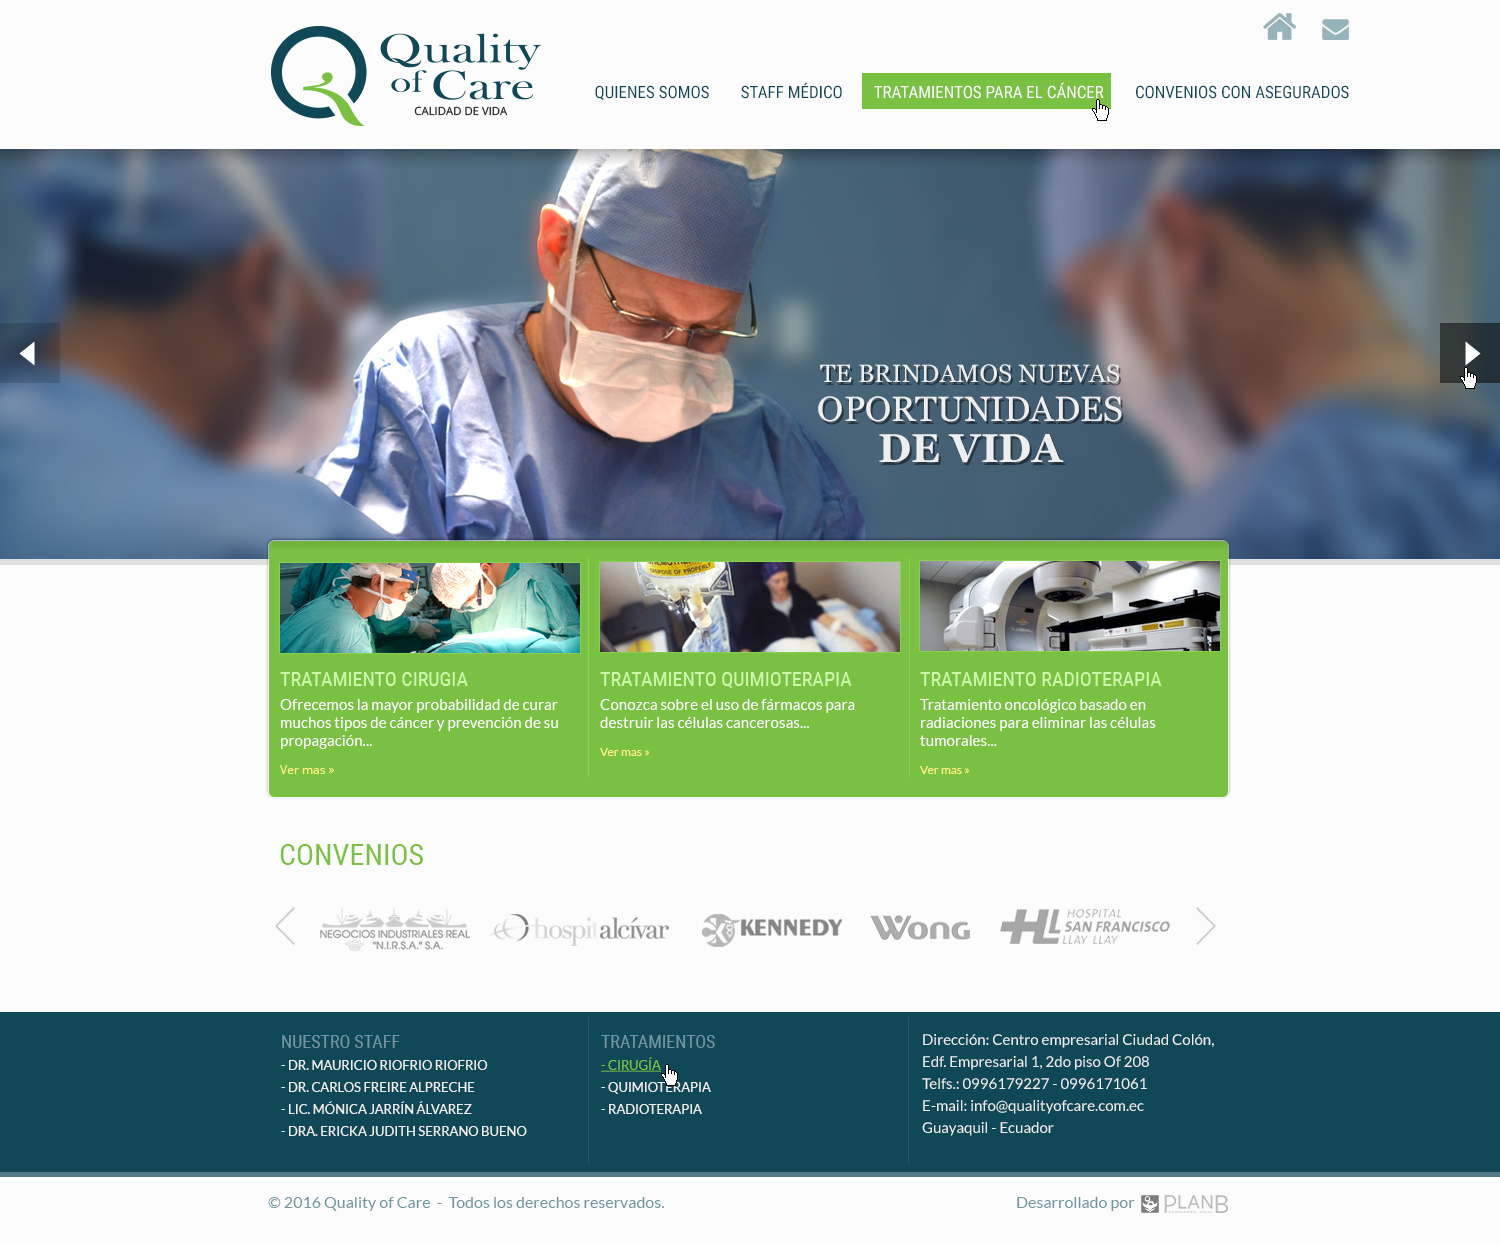 Quality
of Care
CALIDAD DE VIDA
QUIENES SOMOS
STAFF MÉDICO
TRATAMIENTOS PARA EL CÁNCER
CONVENIOS CON ASEGURADOS
TE BRINDAMOS NUEVAS
OPORTUNIDADES
DE VIDA
DISPOSE OF PROPERLY
TRATAMIENTO CIRUGIA
Ofrecemos la mayor probabilidad de curar
muchos tipos de cáncer y prevención de su
propagación...
Ver mas »
TRATAMIENTO QUIMIOTERAPIA
Conozca sobre el uso de fármacos para
destruir las células cancerosas...
Ver mas »
TRATAMIENTO RADIOTERAPIA
Tratamiento oncológico basado en
radiaciones para eliminar las células
tumorales...
Ver mas »
CONVENIOS
NEGOCIOS INDUSTRIALES REAL
"N.I.R.S.A." S.A.
hospitalcívar
KENNEDY
WONG
HL
HOSPITAL
SAN FRANCISCO
LLAY LLAY
NUESTRO STAFF
- DR. MAURICIO RIOFRIO RIOFRIO
- DR. CARLOS FREIRE ALPRECHE
- LIC. MÓNICA JARRÍN ÁLVAREZ
- DRA. ERICKA JUDITH SERRANO BUENO
TRATAMIENTOS
- CIRUGÍA
- QUIMIOTERAPIA
- RADIOTERAPIA
Dirección: Centro empresarial Ciudad Colón,
Edf. Empresarial 1, 2do piso Of 208
Telfs.: 0996179227 - 0996171061
E-mail: info@qualityofcare.com.ec
Guayaquil - Ecuador
© 2016 Quality of Care - Todos los derechos reservados.
Desarrollado por PLANB